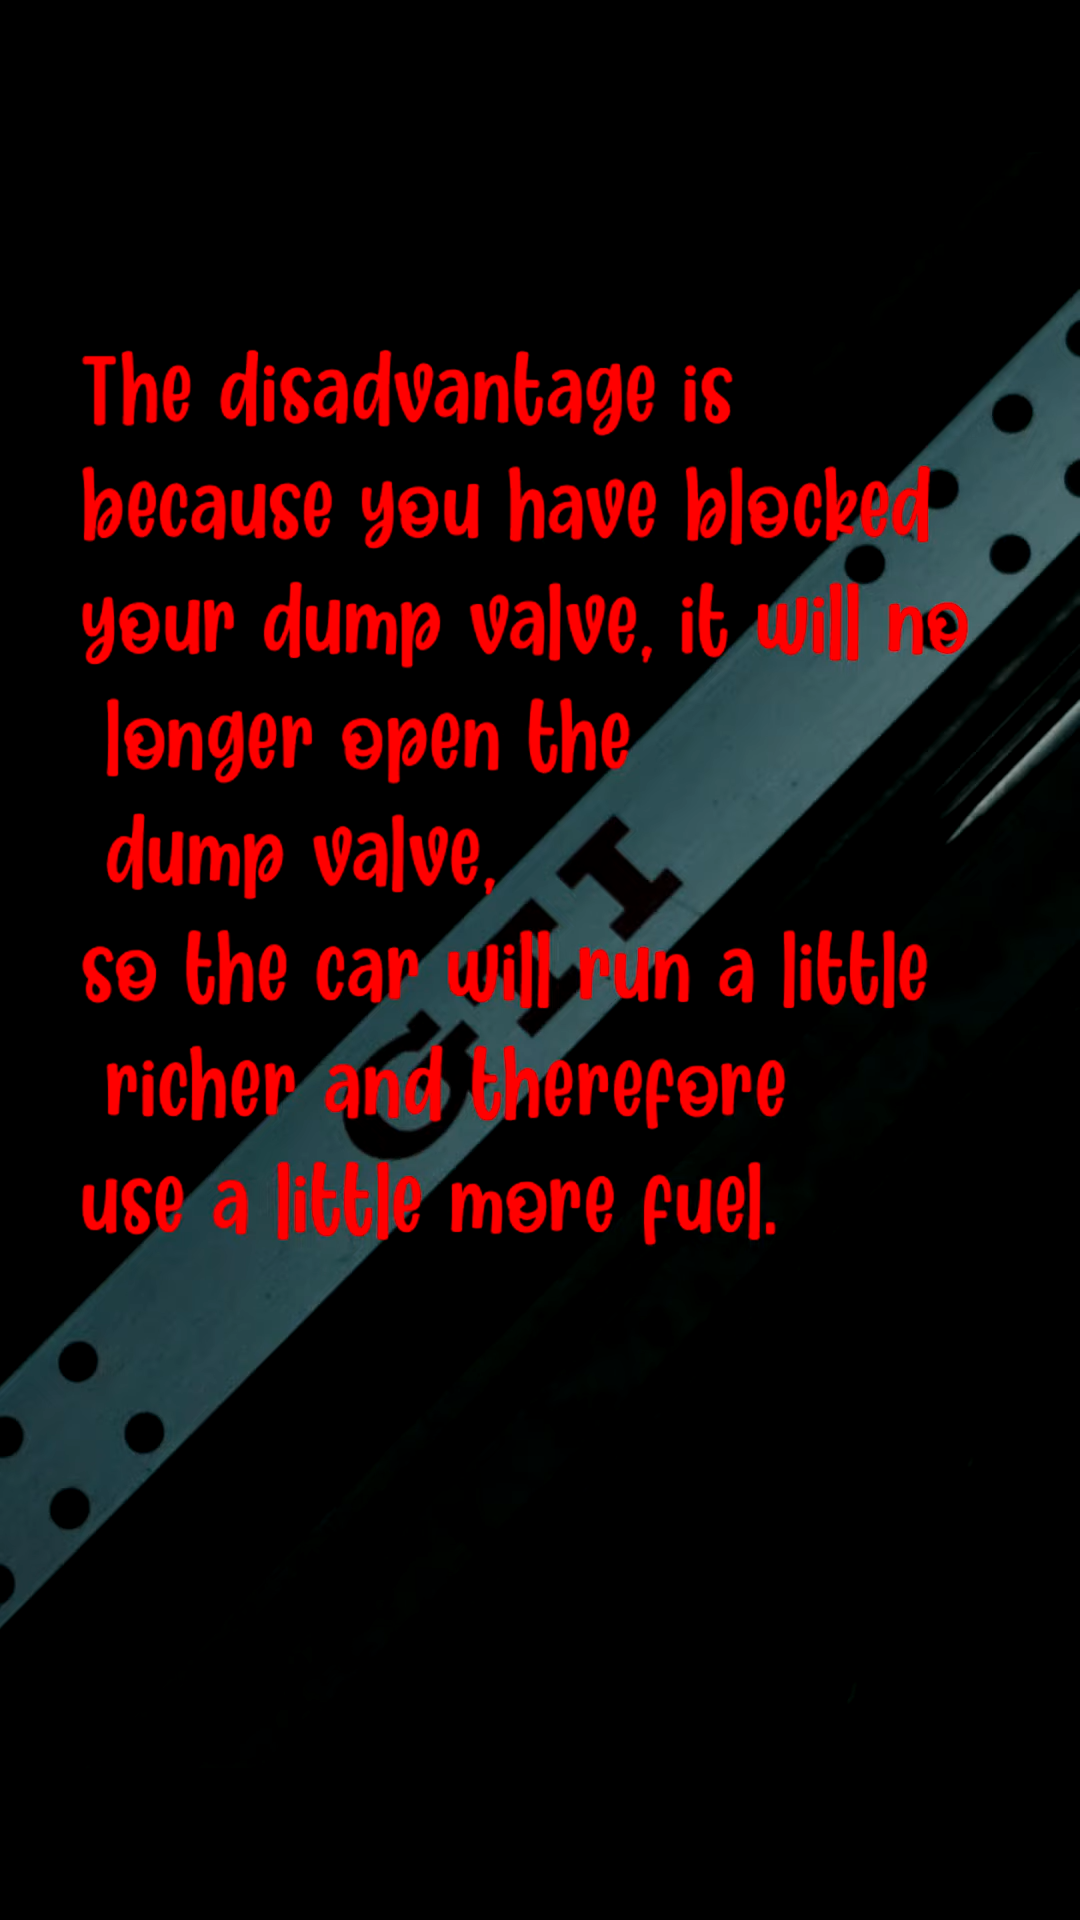 The disadvantage is
because you have blocked
your dump valve, it will no
longer open the
dump valve,
so the car will run a little
richer and therefore
use a little more fuel.
GTI